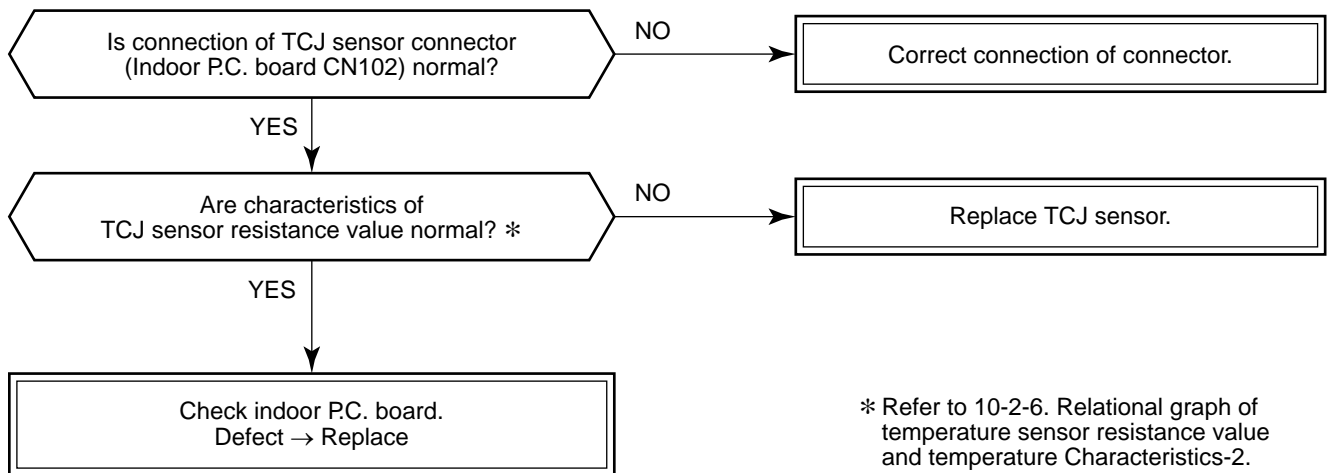 Is connection of TCJ sensor connector
(Indoor P.C. board CN102) normal?
NO
Correct connection of connector.
YES
Are characteristics of
TCJ sensor resistance value normal? *
NO
Replace TCJ sensor.
YES
Check indoor P.C. board.
Defect → Replace
* Refer to 10-2-6. Relational graph of
temperature sensor resistance value
and temperature Characteristics-2.